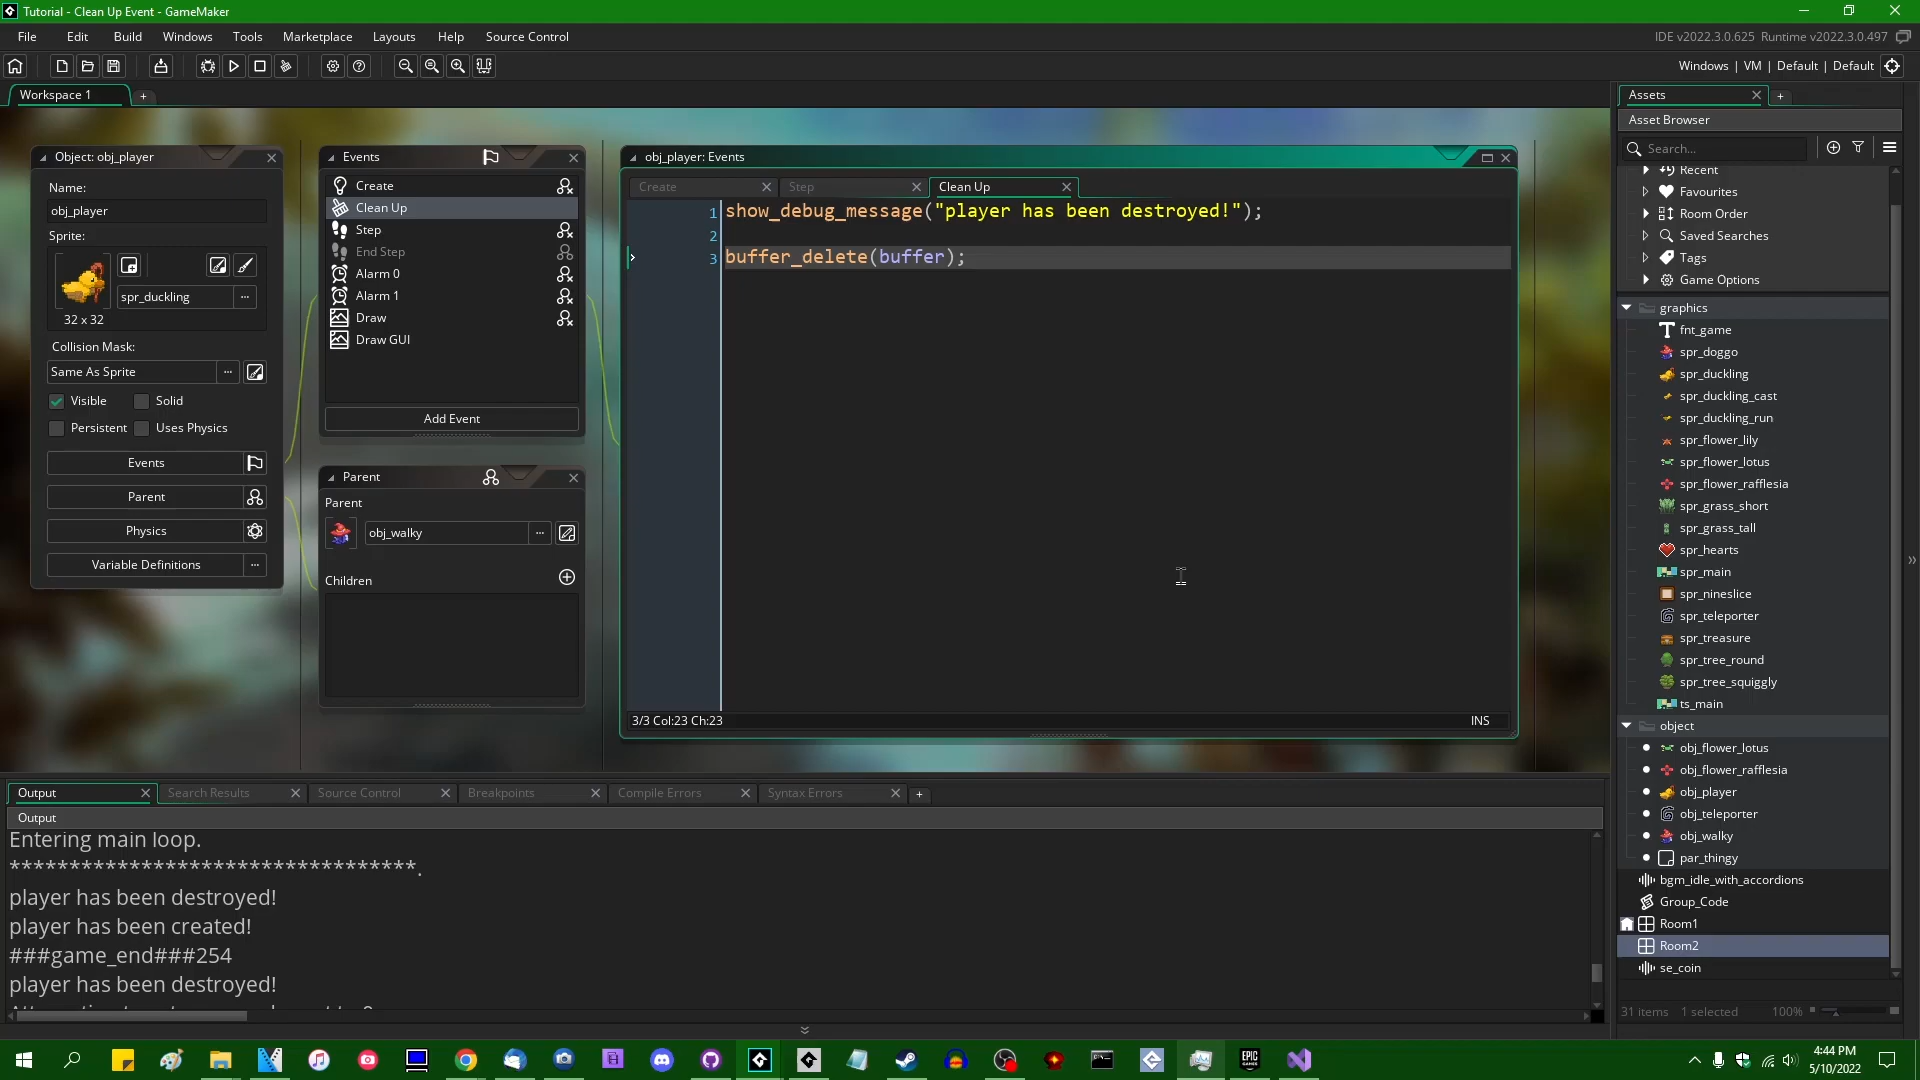 Tutorial - Clean Up Event - GameMaker
File Edit Build Windows Tools Marketplace Layouts Help Source Control
IDE v2022.3.0.625 Runtime v2022.3.0.497
Windows | VM | Default | Default
Workspace 1
Object: obj_player
Name:
obj_player
Sprite:
spr_duckling
32 x 32
Collision Mask:
Same As Sprite
Visible Solid
Persistent Uses Physics
Events
Parent
Physics
Variable Definitions
Events
Create
Clean Up
Step
End Step
Alarm 0
Alarm 1
Draw
Draw GUI
Add Event
Parent
Parent
obj_walky
Children
obj_player: Events
Create Step Clean Up
1 show_debug_message("player has been destroyed!");
2
3 buffer_delete(buffer);
3/3 Col:23 Ch:23 INS
Output Search Results Source Control Breakpoints Compile Errors Syntax Errors
Output
Entering main loop.
**********************************.
player has been destroyed!
player has been created!
###game_end###254
player has been destroyed!
Assets
Asset Browser
Search...
Recent
Favourites
Room Order
Saved Searches
Tags
Game Options
graphics
fnt_game
spr_doggo
spr_duckling
spr_duckling_cast
spr_duckling_run
spr_flower_lily
spr_flower_lotus
spr_flower_rafflesia
spr_grass_short
spr_grass_tall
spr_hearts
spr_main
spr_nineslice
spr_teleporter
spr_treasure
spr_tree_round
spr_tree_squiggly
ts_main
object
obj_flower_lotus
obj_flower_rafflesia
obj_player
obj_teleporter
obj_walky
par_thingy
bgm_idle_with_accordions
Group_Code
Room1
Room2
se_coin
31 items 1 selected 100%
EPIC GAMES
4:44 PM
5/10/2022